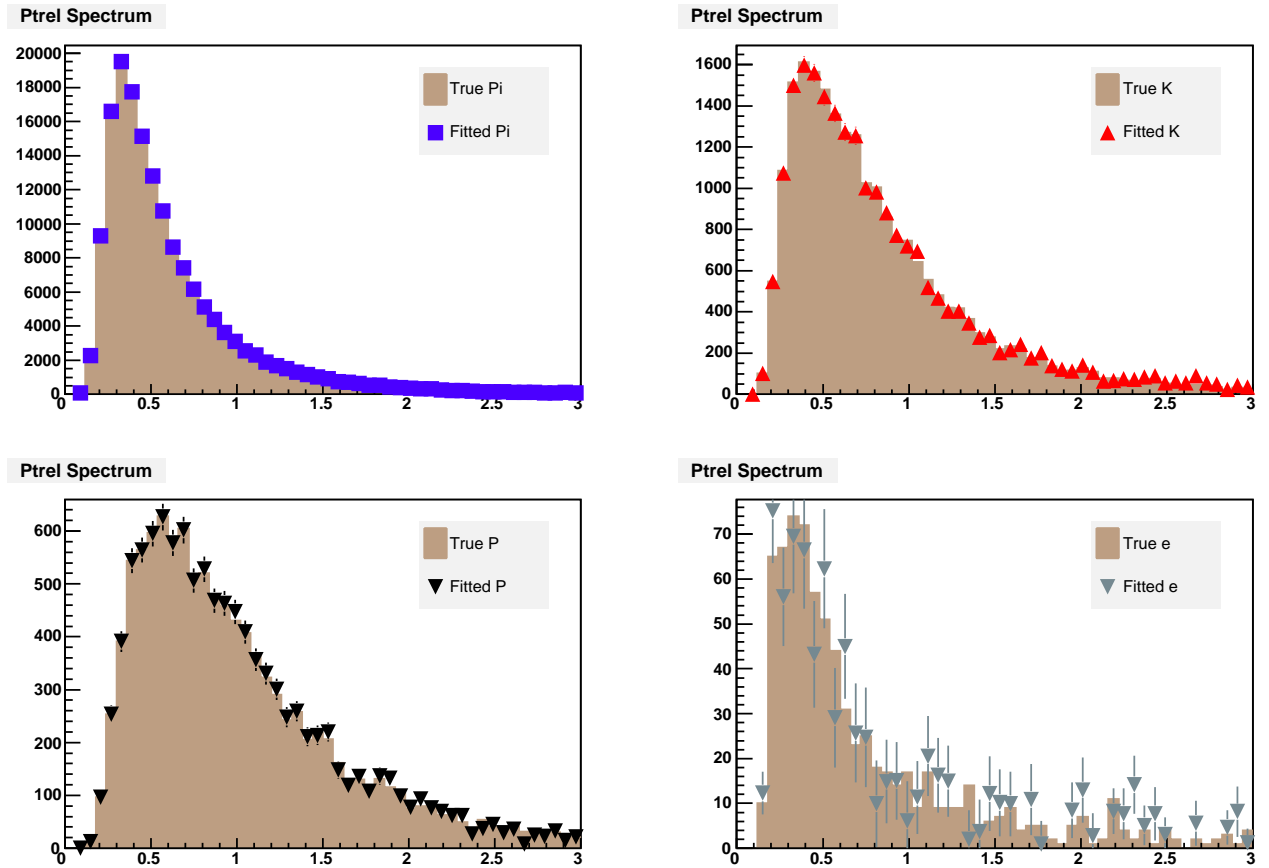 Ptrel Spectrum
20000
18000
16000
14000
12000
10000
8000
6000
4000
2000
0
0 0.5 1 1.5 2 2.5 3
True Pi
Fitted Pi
Ptrel Spectrum
1600
1400
1200
1000
800
600
400
200
0
0 0.5 1 1.5 2 2.5 3
True K
Fitted K
Ptrel Spectrum
600
500
400
300
200
100
0
0 0.5 1 1.5 2 2.5 3
True P
Fitted P
Ptrel Spectrum
70
60
50
40
30
20
10
0
0 0.5 1 1.5 2 2.5 3
True e
Fitted e